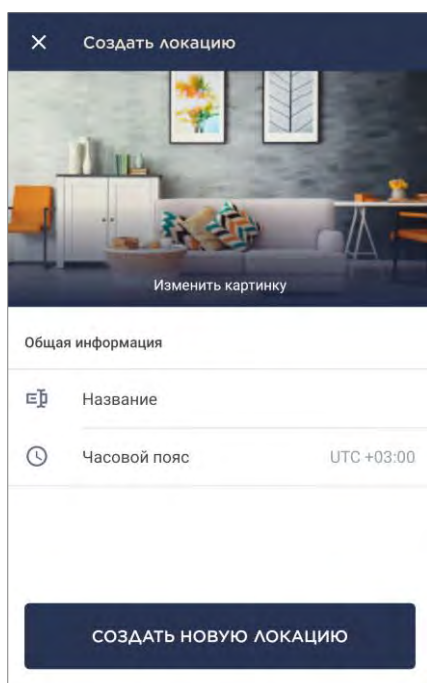 Создать локацию
Изменить картинку
Общая информация
Название
Часовой пояс UTC +03:00
СОЗДАТЬ НОВУЮ ЛОКАЦИЮ